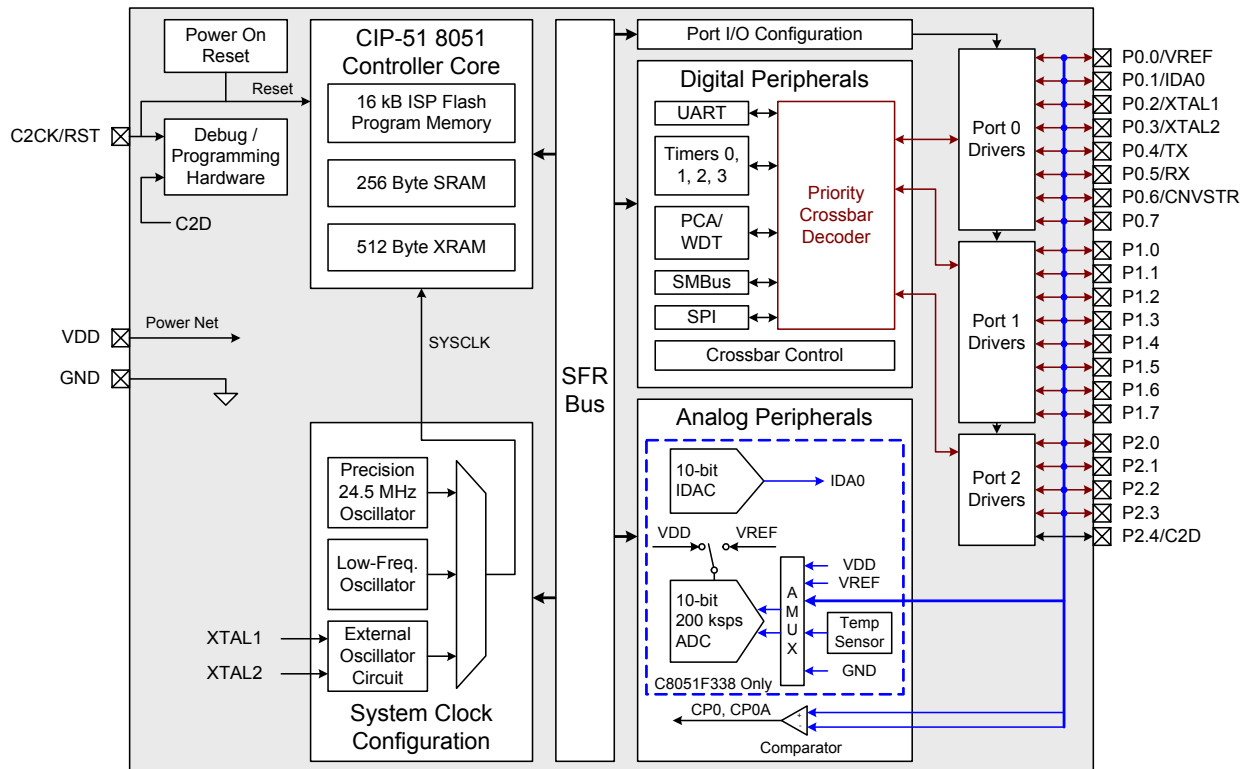 Power On
Reset
Reset
C2CK/RST
Debug /
Programming
Hardware
C2D
VDD
Power Net
GND
CIP-51 8051
Controller Core
16 kB ISP Flash
Program Memory
256 Byte SRAM
512 Byte XRAM
SYSCLK
Precision
24.5 MHz
Oscillator
Low-Freq.
Oscillator
XTAL1
XTAL2
External
Oscillator
Circuit
System Clock
Configuration
SFR
Bus
Port I/O Configuration
Digital Peripherals
UART
Timers 0,
1, 2, 3
PCA/
WDT
SMBus
SPI
Priority
Crossbar
Decoder
Crossbar Control
Analog Peripherals
10-bit
IDAC
IDA0
VDD
VREF
10-bit
200 ksps
ADC
A
M
U
X
VDD
VREF
Temp
Sensor
GND
C8051F338 Only
CP0, CP0A
+
-
Comparator
Port 0
Drivers
Port 1
Drivers
Port 2
Drivers
P0.0/VREF
P0.1/IDA0
P0.2/XTAL1
P0.3/XTAL2
P0.4/TX
P0.5/RX
P0.6/CNVSTR
P0.7
P1.0
P1.1
P1.2
P1.3
P1.4
P1.5
P1.6
P1.7
P2.0
P2.1
P2.2
P2.3
P2.4/C2D